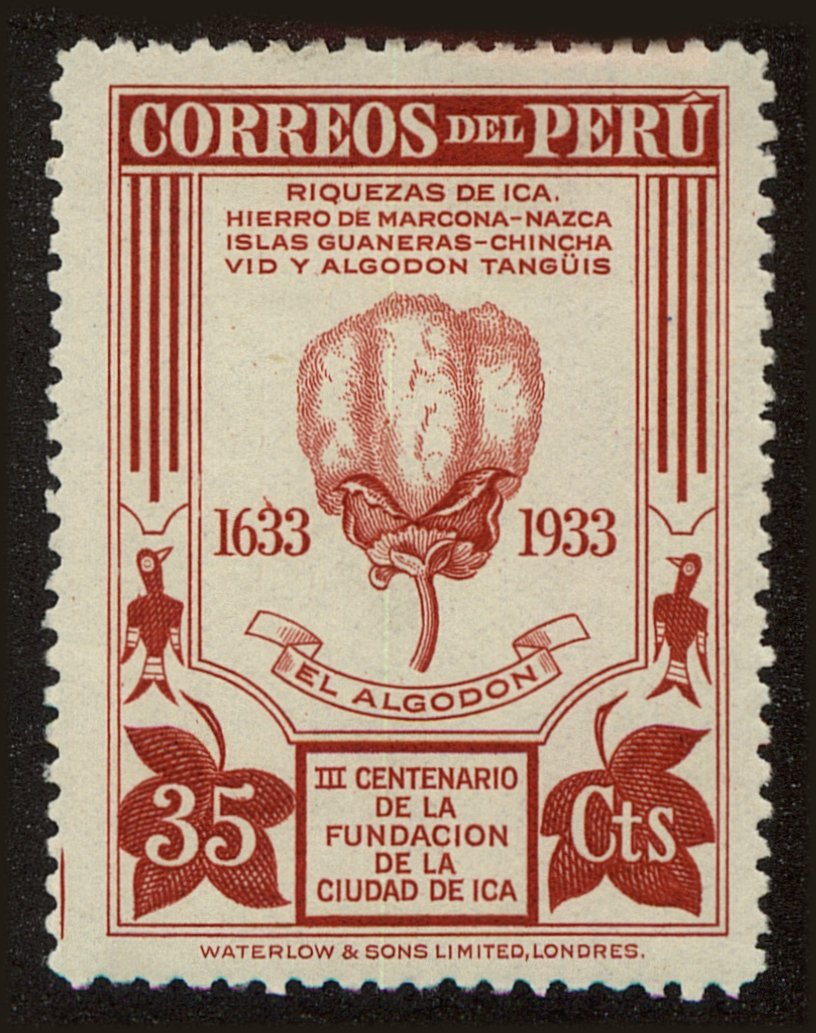 CORREOS DEL PERÚ
RIQUEZAS DE ICA.
HIERRO DE MARCONA-NAZCA
ISLAS GUANERAS-CHINCHA
VID Y ALGODON TANGÜIS
1633 1933
EL ALGODON
35 Cts
III CENTENARIO
DE LA
FUNDACION
DE LA
CIUDAD DE ICA
WATERLOW & SONS LIMITED, LONDRES.